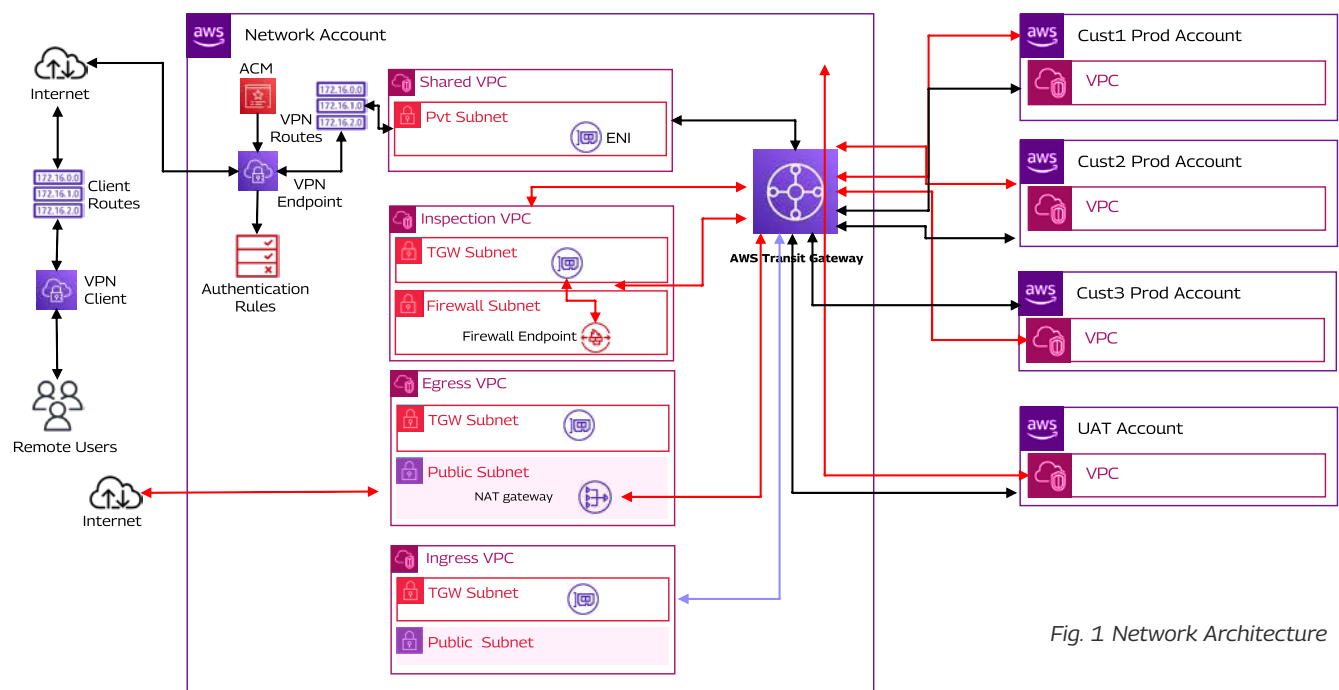 aws
Network Account
aws
Cust1 Prod Account
VPC
ACM
Internet
172.16.0.0
172.16.1.0
172.16.2.0
VPN
Routes
Shared VPC
Pvt Subnet
ENI
aws
Cust2 Prod Account
VPC
172.16.0.0
172.16.1.0
172.16.2.0
Client
Routes
VPN
Endpoint
Inspection VPC
TGW Subnet
AWS Transit Gateway
VPN
Client
Authentication
Rules
Firewall Subnet
Firewall Endpoint
aws
Cust3 Prod Account
VPC
Egress VPC
TGW Subnet
Remote Users
aws
UAT Account
VPC
Public Subnet
NAT gateway
Internet
Ingress VPC
TGW Subnet
Public Subnet
Fig. 1 Network Architecture